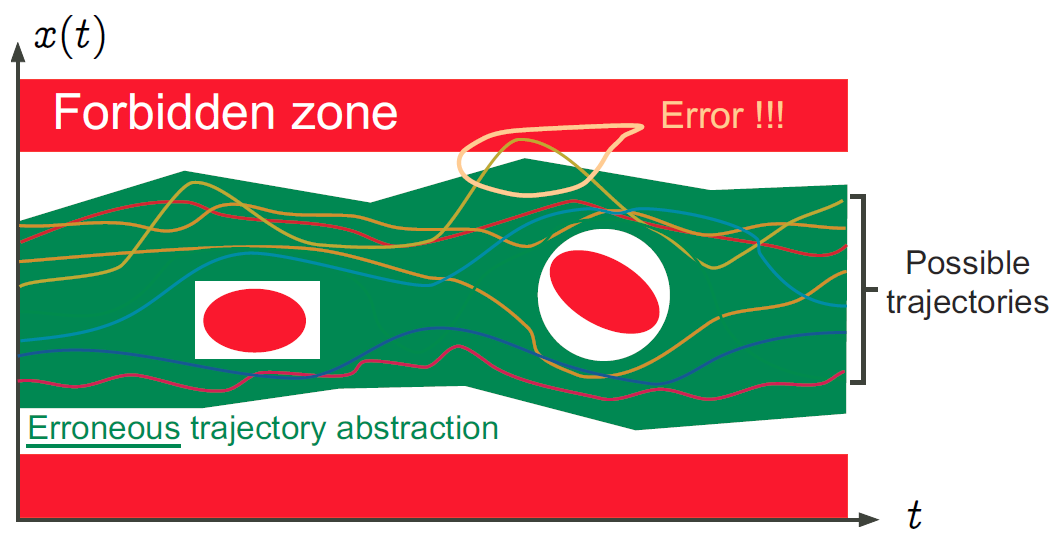 x(t)
Forbidden zone
Error !!!
Possible
trajectories
Erroneous trajectory abstraction
t